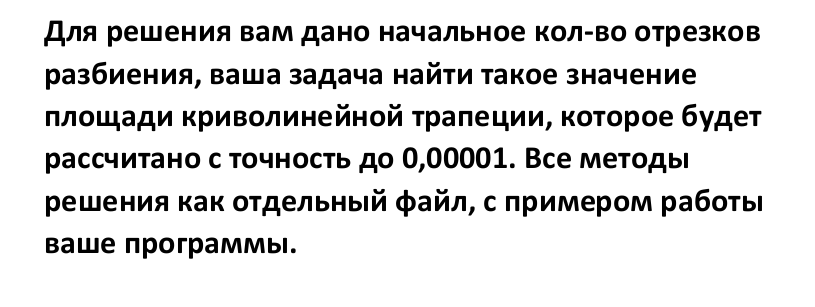 Для решения вам дано начальное кол-во отрезков
разбиения, ваша задача найти такое значение
площади криволинейной трапеции, которое будет
рассчитано с точность до 0,00001. Все методы
решения как отдельный файл, с примером работы
ваше программы.